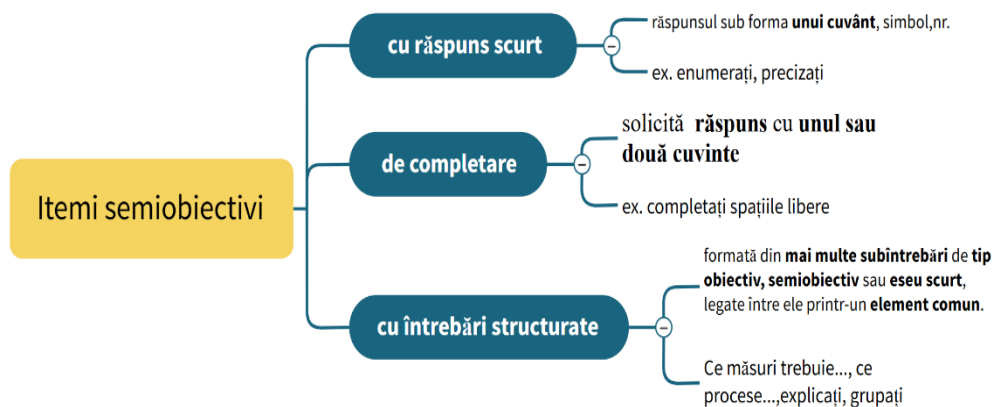 Itemi semiobiectivi
cu răspuns scurt
răspunsul sub forma unui cuvânt, simbol,nr.
ex. enumerați, precizați
de completare
solicită răspuns cu unul sau
două cuvinte
ex. completați spațiile libere
cu întrebări structurate
formată din mai multe subîntrebări de tip
obiectiv, semiobiectiv sau eseu scurt,
legate între ele printr-un element comun.
Ce măsuri trebuie..., ce
procese...,explicați, grupați